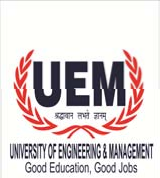 UEM
श्रद्धावान लभते ज्ञानम्
UNIVERSITY OF ENGINEERING & MANAGEMENT
Good Education, Good Jobs